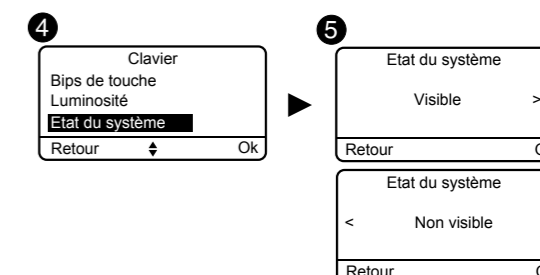 4
Clavier
Bips de touche
Luminosité
Etat du système
Retour Ok
5
Etat du système
Visible >
Retour
Etat du système
< Non visible
Retour